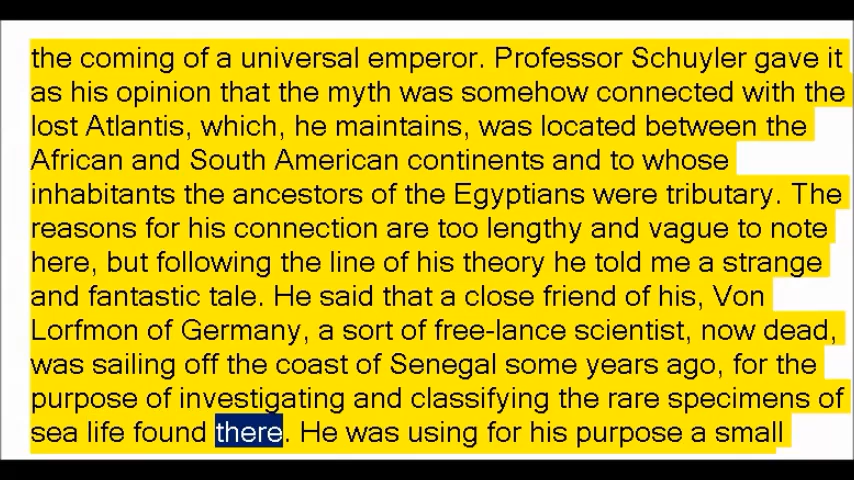 the coming of a universal emperor. Professor Schuyler gave it
as his opinion that the myth was somehow connected with the
lost Atlantis, which, he maintains, was located between the
African and South American continents and to whose
inhabitants the ancestors of the Egyptians were tributary. The
reasons for his connection are too lengthy and vague to note
here, but following the line of his theory he told me a strange
and fantastic tale. He said that a close friend of his, Von
Lorfmon of Germany, a sort of free-lance scientist, now dead,
was sailing off the coast of Senegal some years ago, for the
purpose of investigating and classifying the rare specimens of
sea life found there. He was using for his purpose a small